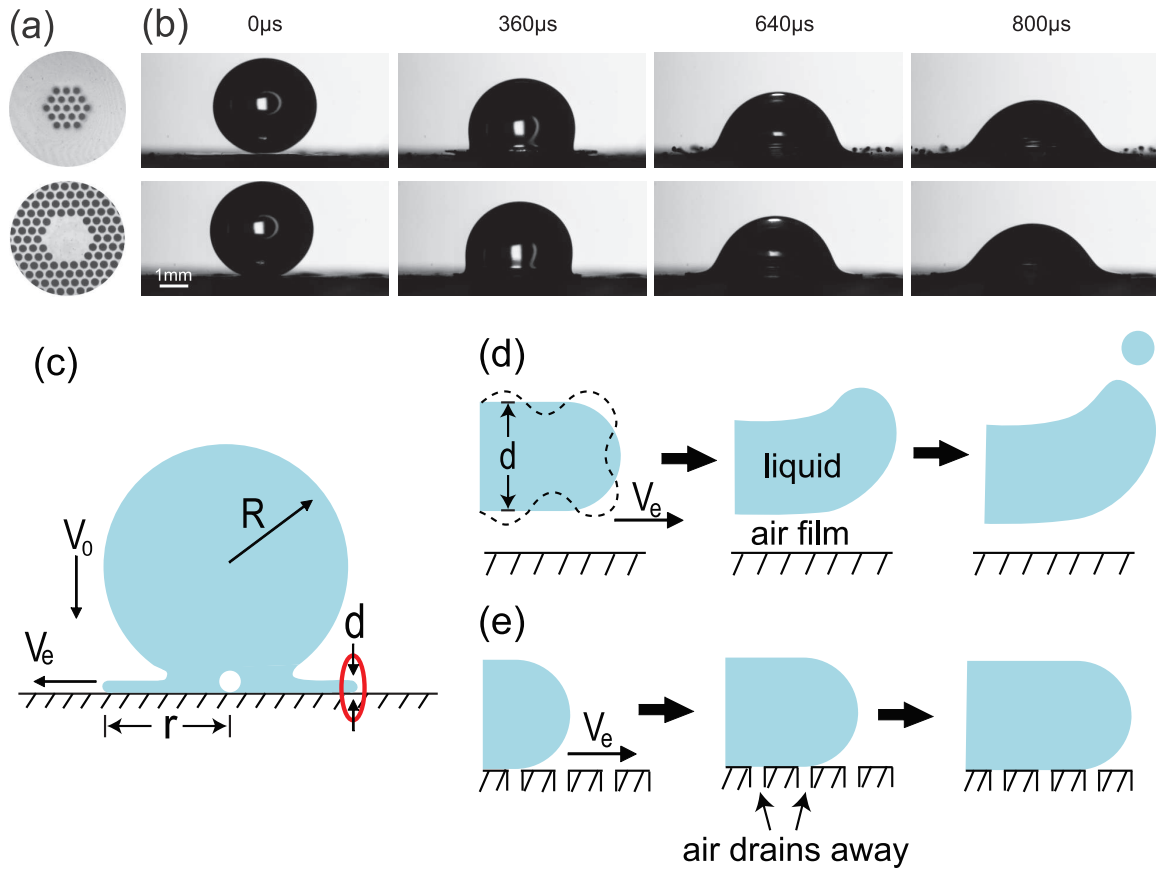 (a)
(b)
0µs
360µs
640µs
800µs
1mm
(c)
R
V₀
Vₑ
d
r
(d)
d
Vₑ
liquid
air film
(e)
Vₑ
air drains away